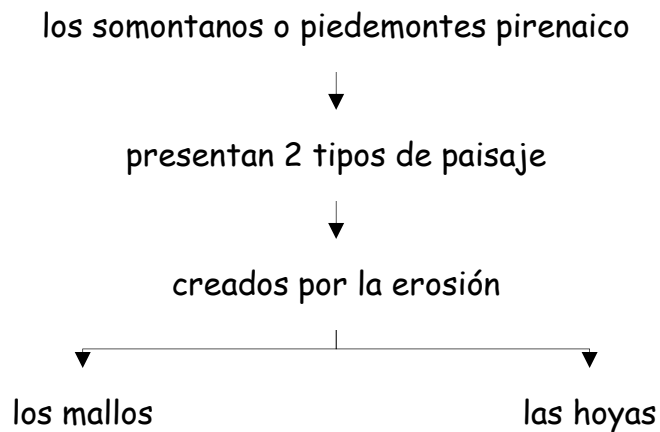 los somontanos o piedemontes pirenaico
presentan 2 tipos de paisaje
creados por la erosión
los mallos
las hoyas